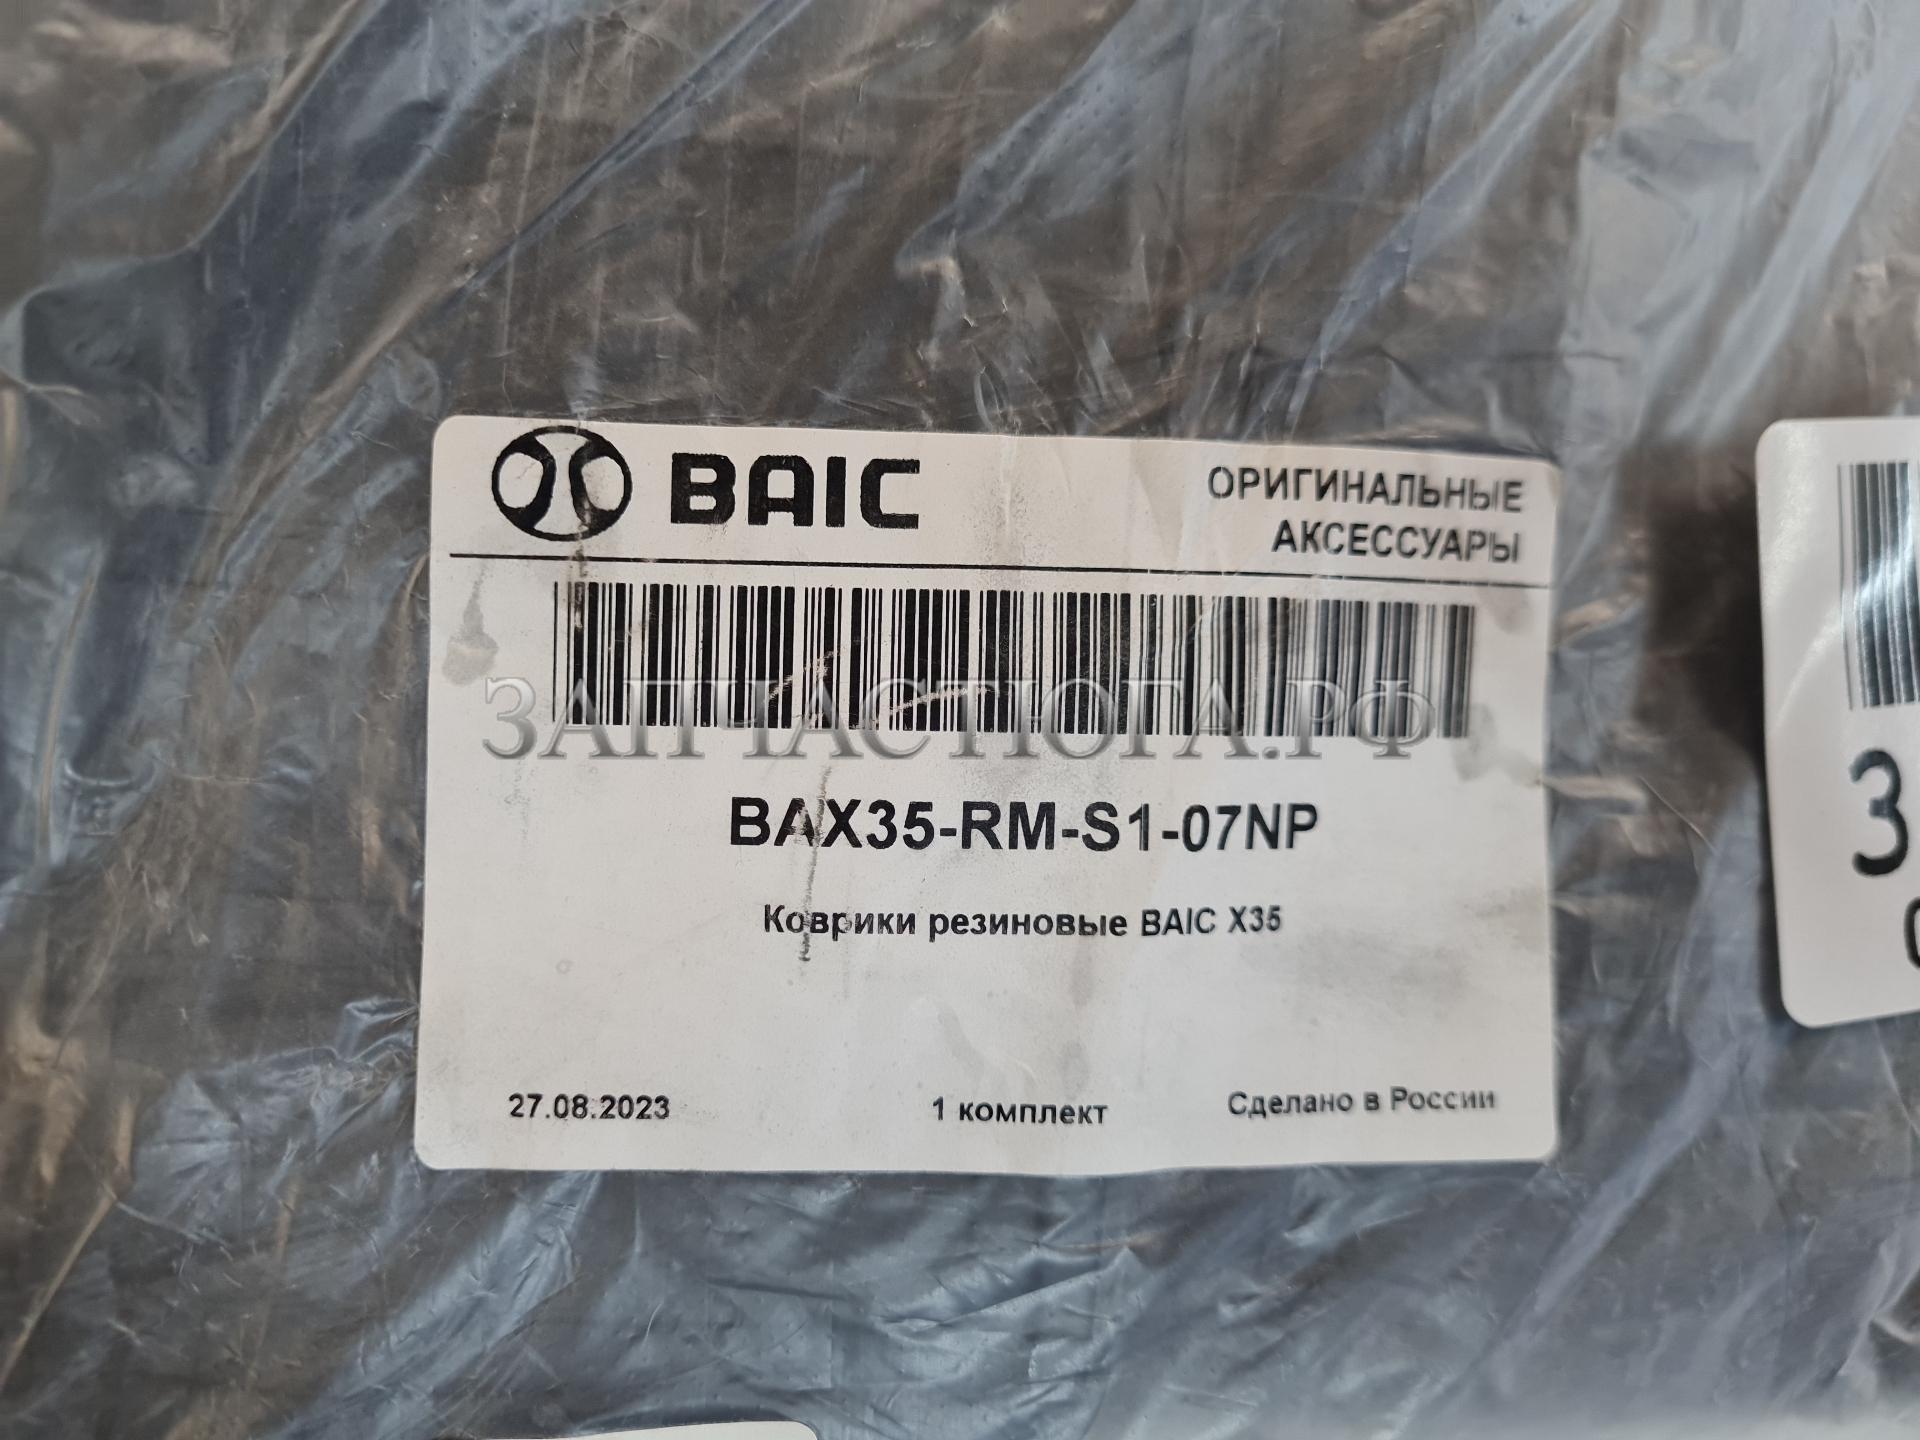 BAIC
ОРИГИНАЛЬНЫЕ
АКСЕССУАРЫ
ЗАПЧАСТЮГА.РФ
BAX35-RM-S1-07NP
Коврики резиновые BAIC X35
27.08.2023
1 комплект
Сделано в России
3